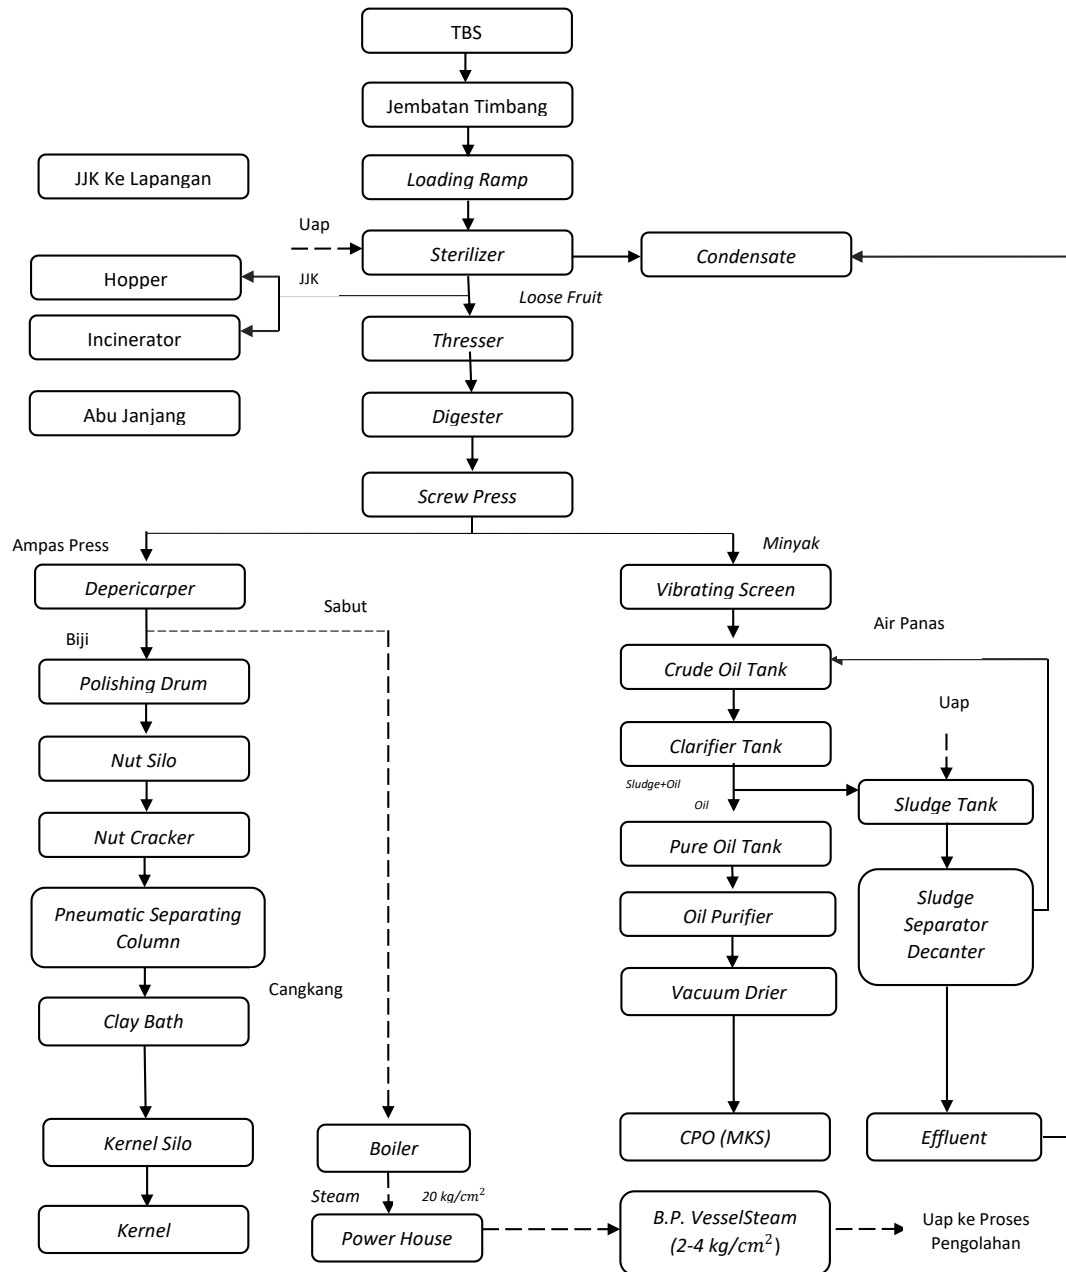 TBS
Jembatan Timbang
JJK Ke Lapangan
Loading Ramp
Uap
Sterilizer
Condensate
Hopper
JJK
Loose Fruit
Incinerator
Thresser
Abu Janjang
Digester
Screw Press
Ampas Press
Minyak
Depericarper
Vibrating Screen
Sabut
Air Panas
Biji
Polishing Drum
Crude Oil Tank
Uap
Nut Silo
Clarifier Tank
Sludge+Oil
Oil
Sludge Tank
Nut Cracker
Pure Oil Tank
Pneumatic Separating
Column
Oil Purifier
Sludge
Separator
Decanter
Cangkang
Vacuum Drier
Clay Bath
Kernel Silo
Boiler
CPO (MKS)
Effluent
Steam
20 kg/cm²
Kernel
Power House
B.P. VesselSteam
(2-4 kg/cm²)
Uap ke Proses
Pengolahan